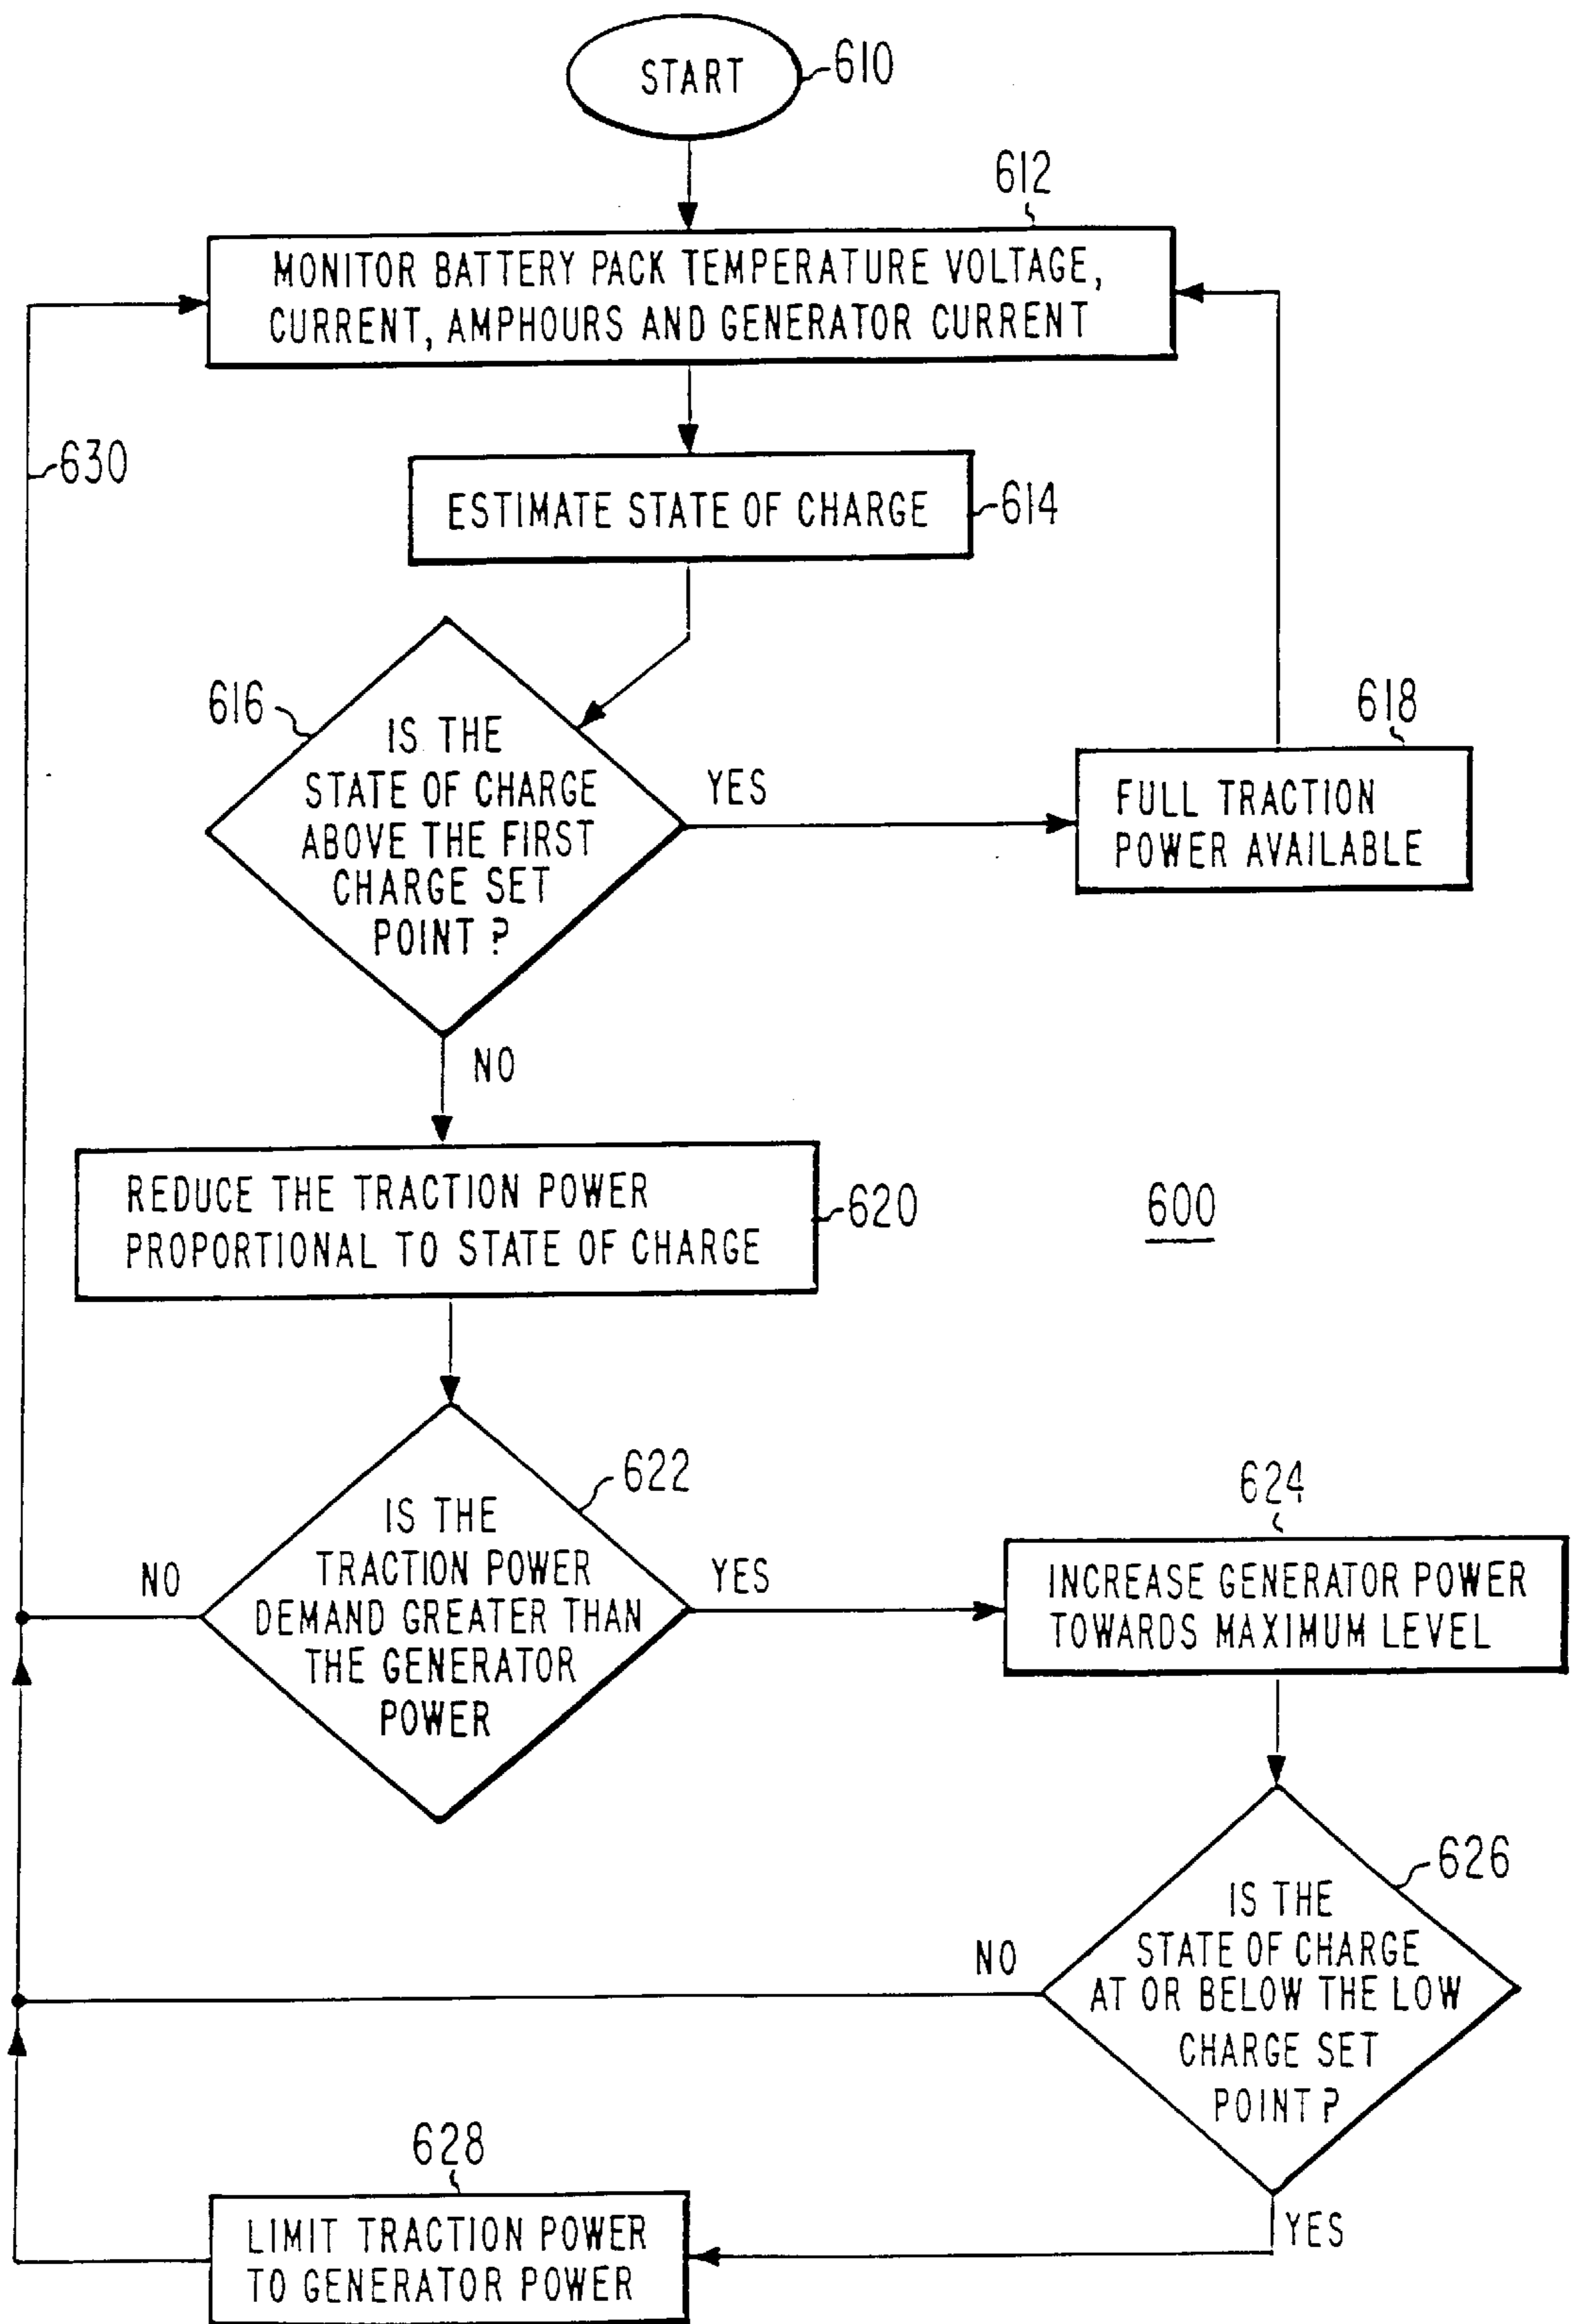 START
610
612
MONITOR BATTERY PACK TEMPERATURE VOLTAGE,
CURRENT, AMPHOURS AND GENERATOR CURRENT
630
ESTIMATE STATE OF CHARGE
614
616
IS THE
STATE OF CHARGE
ABOVE THE FIRST
CHARGE SET
POINT ?
YES
618
FULL TRACTION
POWER AVAILABLE
NO
REDUCE THE TRACTION POWER
PROPORTIONAL TO STATE OF CHARGE
620
600
622
IS THE
TRACTION POWER
DEMAND GREATER THAN
THE GENERATOR
POWER
NO
YES
624
INCREASE GENERATOR POWER
TOWARDS MAXIMUM LEVEL
626
IS THE
STATE OF CHARGE
AT OR BELOW THE LOW
CHARGE SET
POINT ?
NO
YES
628
LIMIT TRACTION POWER
TO GENERATOR POWER